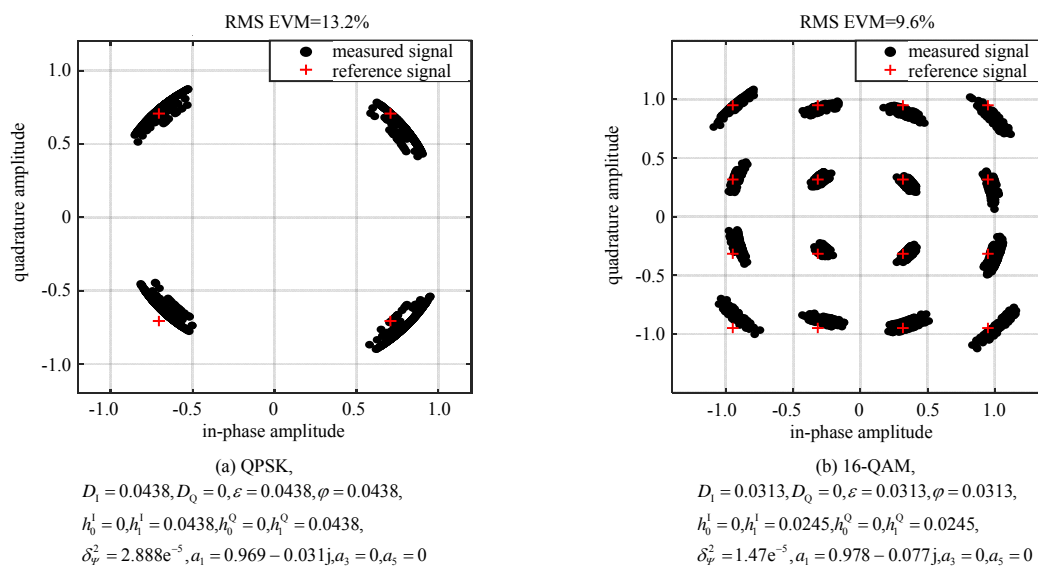 RMS EVM=13.2%
measured signal
reference signal
1.0
0.5
0
-0.5
-1.0
quadrature amplitude
-1.0 -0.5 0 0.5 1.0
in-phase amplitude
(a) QPSK,
D_I = 0.0438, D_Q = 0, ε = 0.0438, φ = 0.0438,
h_0^I = 0, h_1^I = 0.0438, h_0^Q = 0, h_1^Q = 0.0438,
δ_Ψ^2 = 2.888e^{-5}, a_1 = 0.969 − 0.031j, a_3 = 0, a_5 = 0
RMS EVM=9.6%
measured signal
reference signal
1.0
0.5
0
-0.5
-1.0
quadrature amplitude
-1.0 -0.5 0 0.5 1.0
in-phase amplitude
(b) 16-QAM,
D_I = 0.0313, D_Q = 0, ε = 0.0313, φ = 0.0313,
h_0^I = 0, h_1^I = 0.0245, h_0^Q = 0, h_1^Q = 0.0245,
δ_Ψ^2 = 1.47e^{-5}, a_1 = 0.978 − 0.077j, a_3 = 0, a_5 = 0